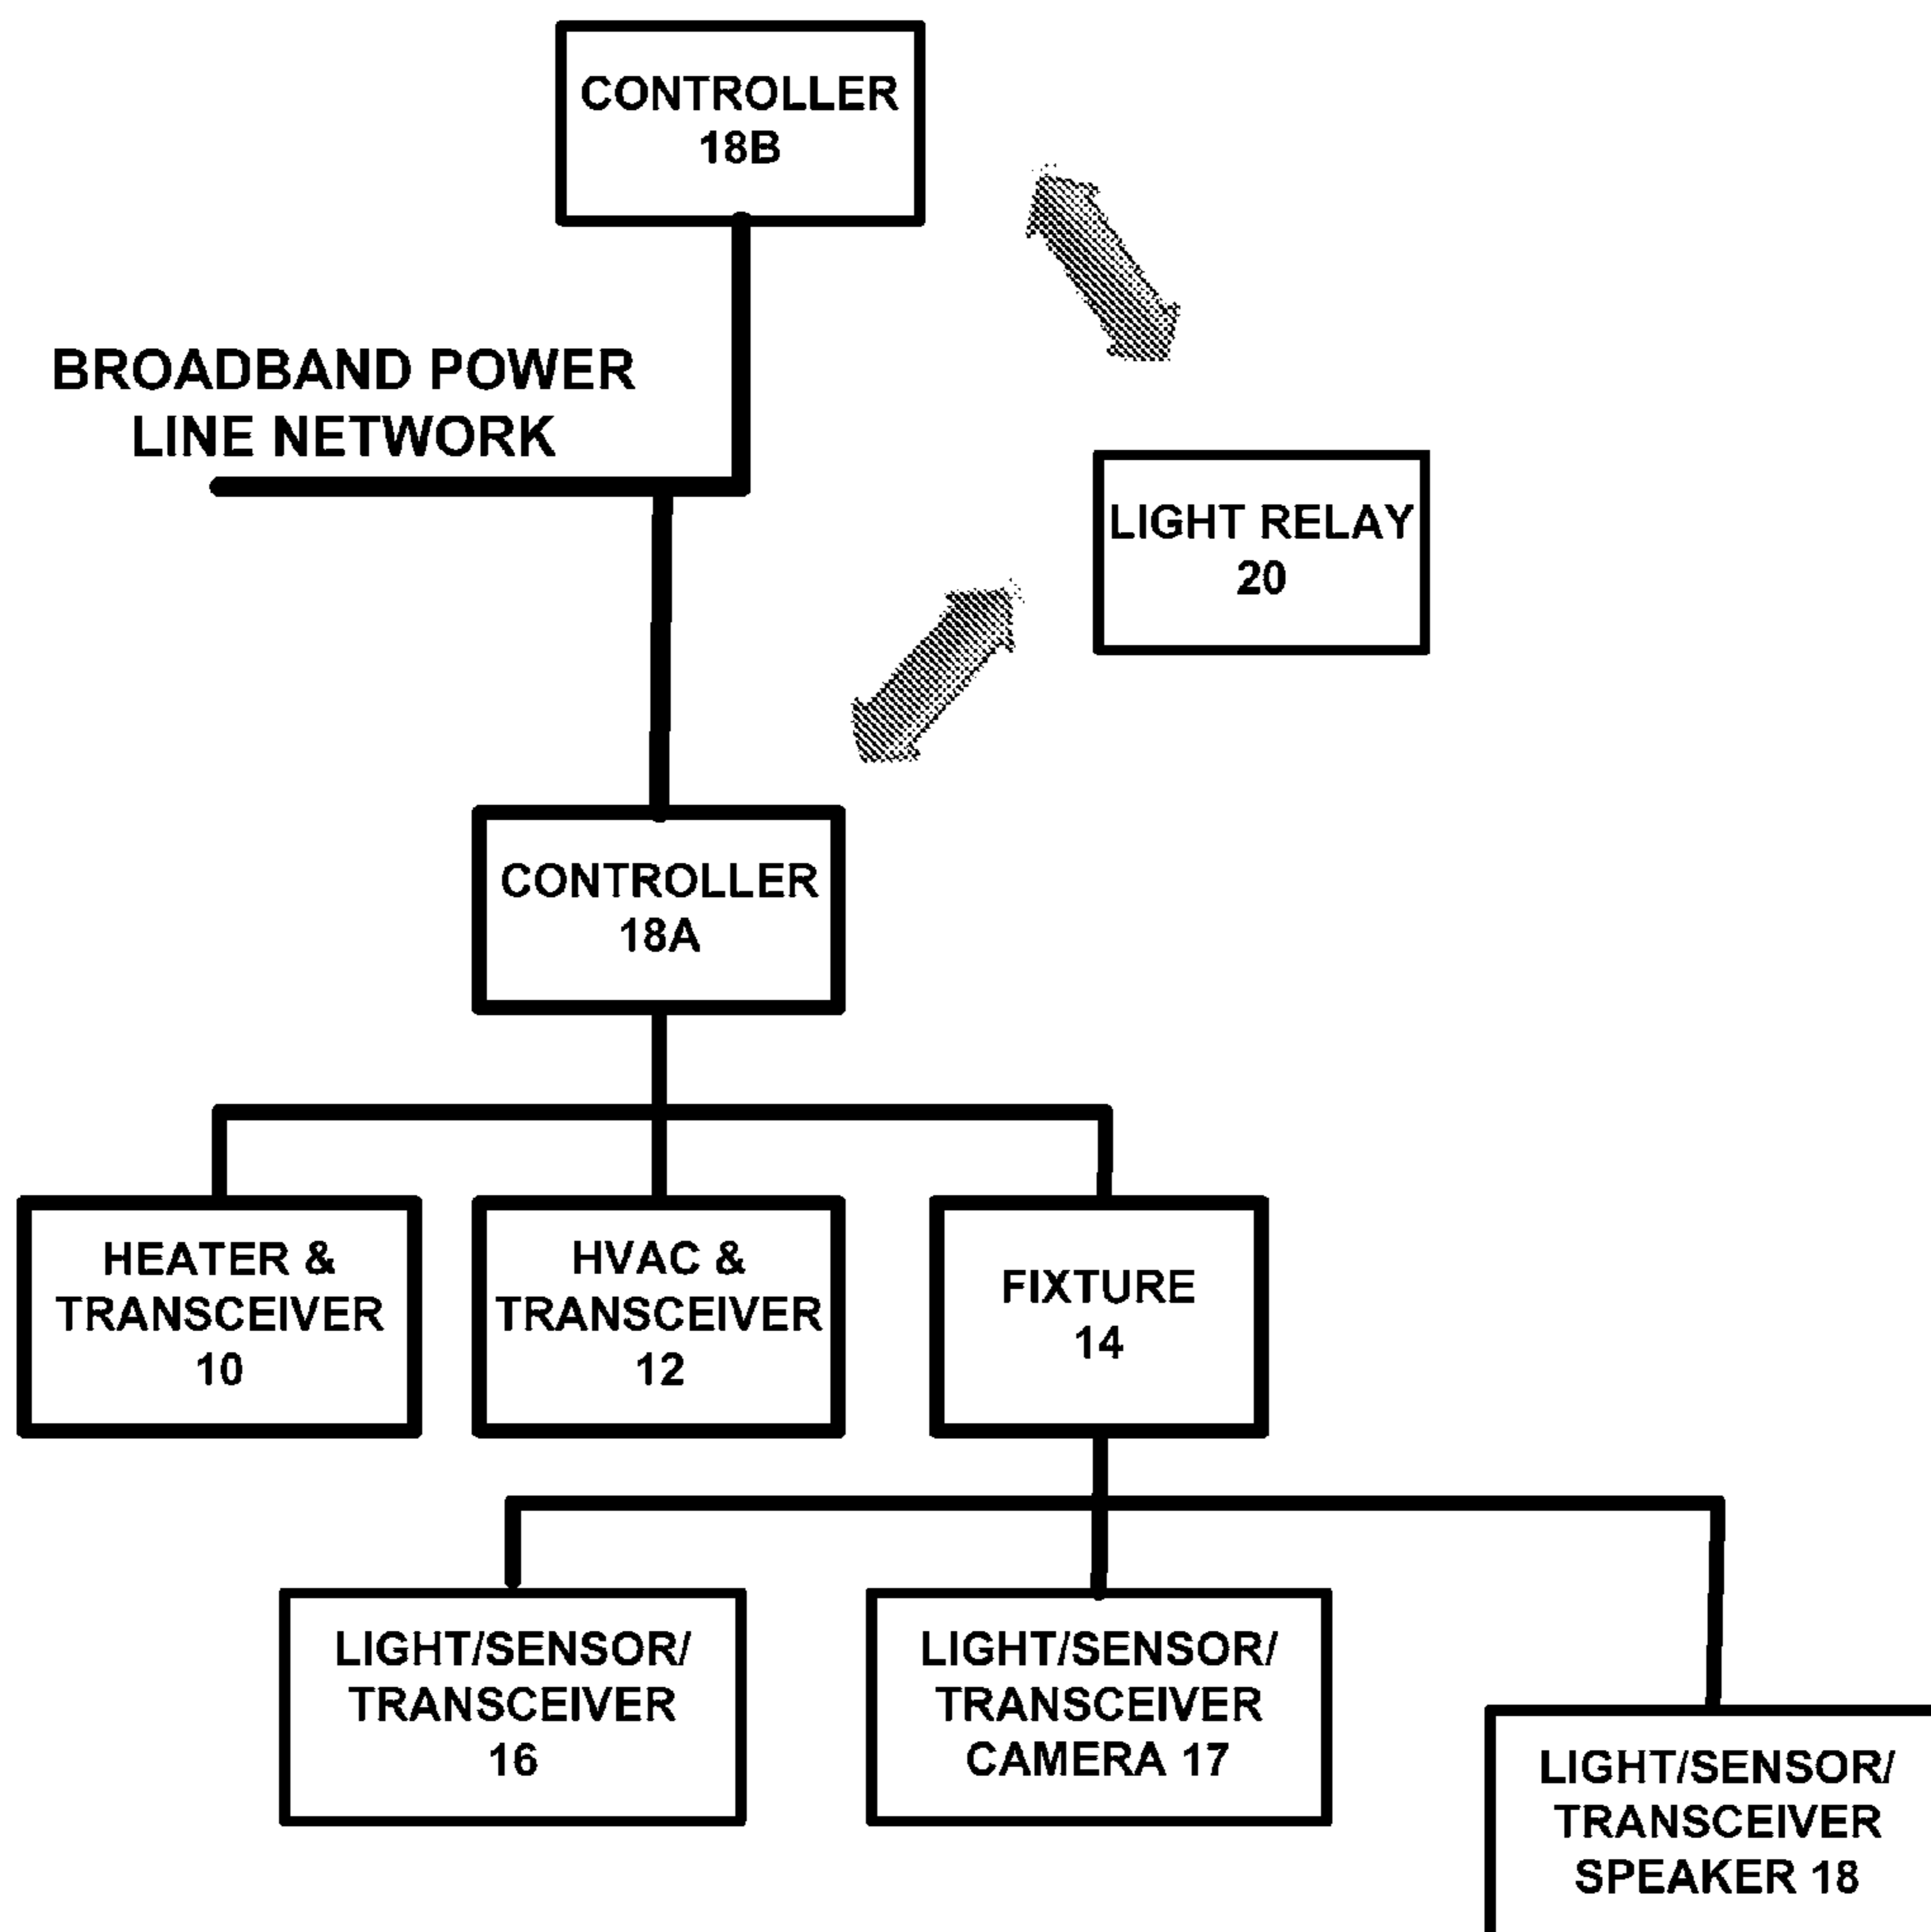 CONTROLLER
18B
BROADBAND POWER
LINE NETWORK
LIGHT RELAY
20
CONTROLLER
18A
HEATER &
TRANSCEIVER
10
HVAC &
TRANSCEIVER
12
FIXTURE
14
LIGHT/SENSOR/
TRANSCEIVER
16
LIGHT/SENSOR/
TRANSCEIVER
CAMERA 17
LIGHT/SENSOR/
TRANSCEIVER
SPEAKER 18